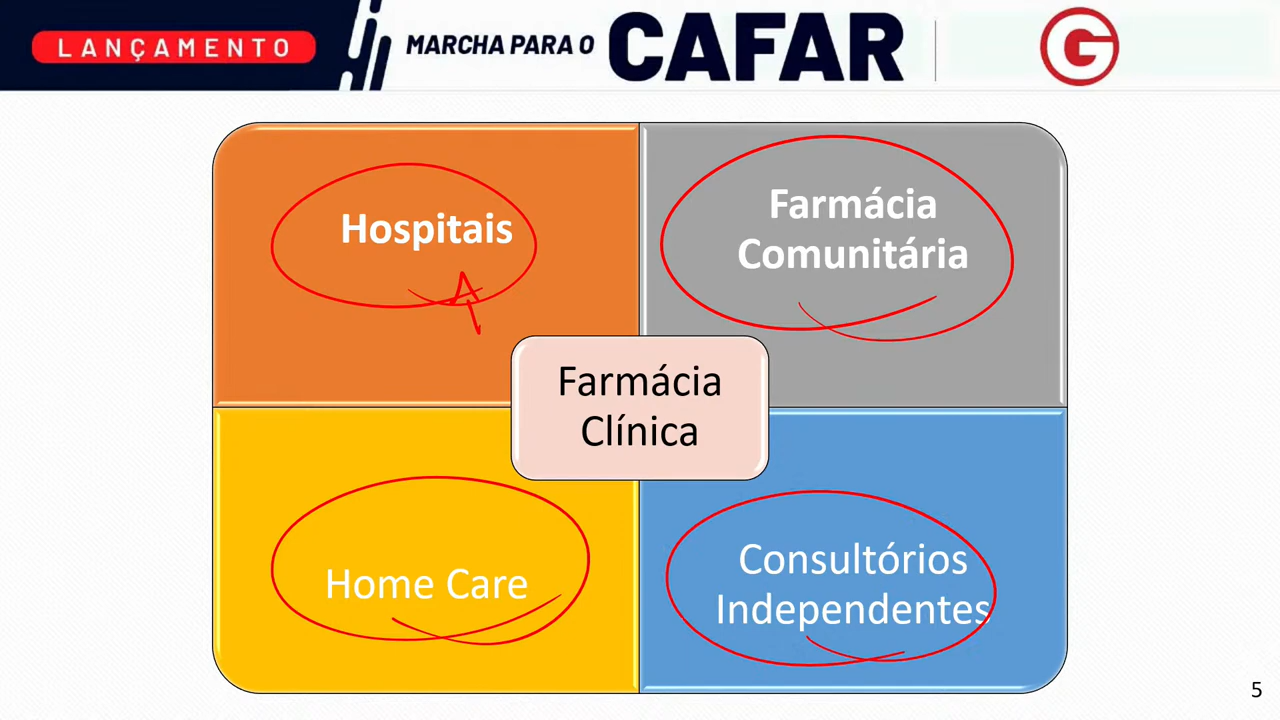 LANÇAMENTO
MARCHA PARA O CAFAR
G
Hospitais
Farmácia
Comunitária
Farmácia
Clínica
Home Care
Consultórios
Independentes
5